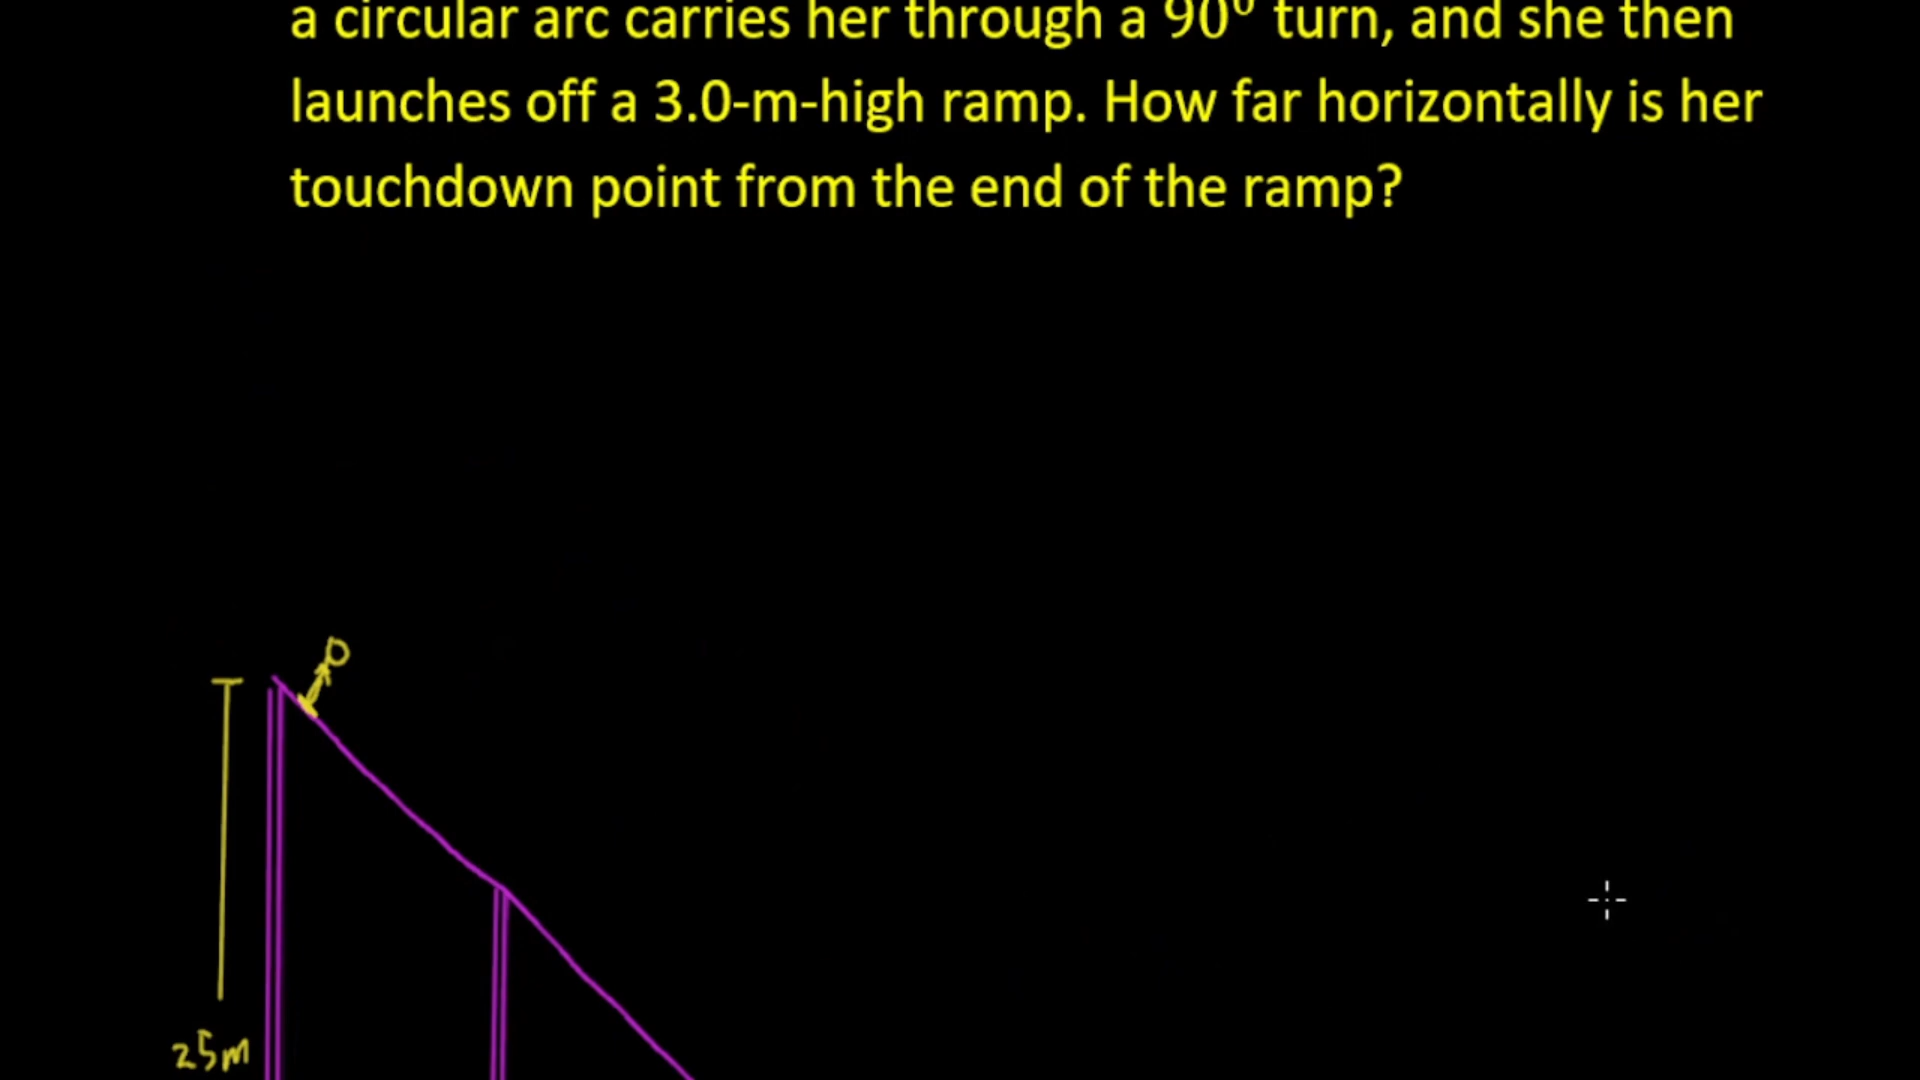 a circular arc carries her through a 90⁰ turn, and she then
launches off a 3.0-m-high ramp. How far horizontally is her
touchdown point from the end of the ramp?
25m